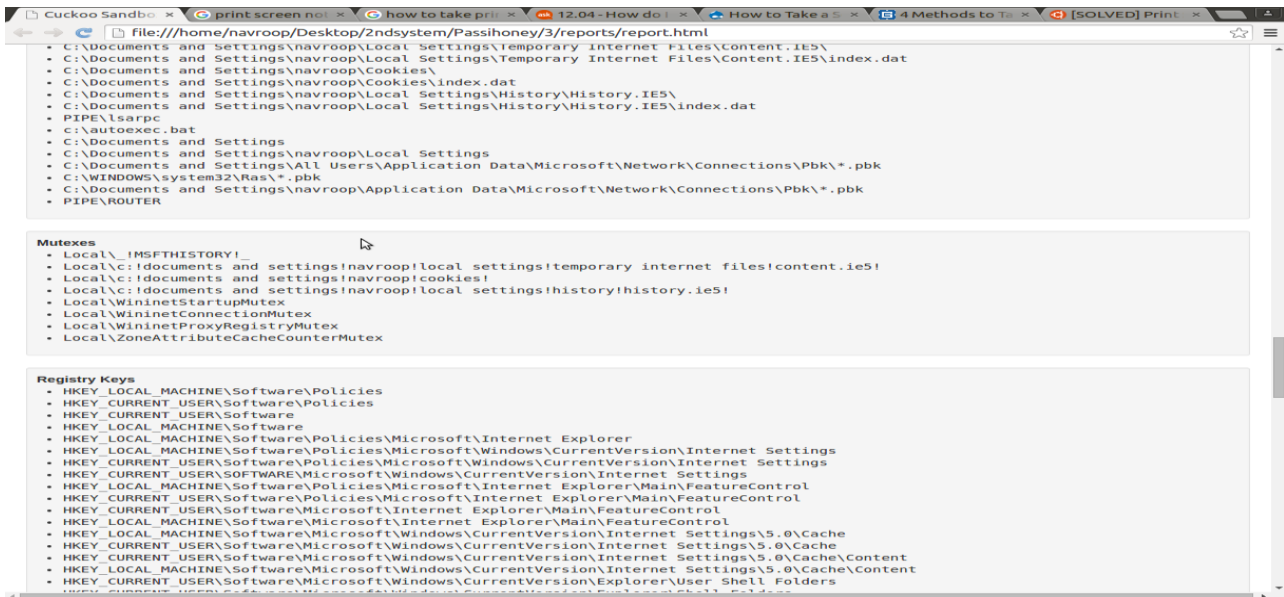 Cuckoo Sandbo × print screen not × how to take prin × 12.04 - How do I × How to Take a S × 4 Methods to Ta × [SOLVED] Print ×
file:///home/navroop/Desktop/2ndsystem/Passihoney/3/reports/report.html
• C:\Documents and Settings\navroop\Local Settings\Temporary Internet Files\Content.IE5\
• C:\Documents and Settings\navroop\Local Settings\Temporary Internet Files\Content.IE5\index.dat
• C:\Documents and Settings\navroop\Cookies\
• C:\Documents and Settings\navroop\Cookies\index.dat
• C:\Documents and Settings\navroop\Local Settings\History\History.IE5\
• C:\Documents and Settings\navroop\Local Settings\History\History.IE5\index.dat
• PIPE\lsarpc
• c:\autoexec.bat
• C:\Documents and Settings
• C:\Documents and Settings\navroop\Local Settings
• C:\Documents and Settings\All Users\Application Data\Microsoft\Network\Connections\Pbk\*.pbk
• C:\WINDOWS\system32\Ras\*.pbk
• C:\Documents and Settings\navroop\Application Data\Microsoft\Network\Connections\Pbk\*.pbk
• PIPE\ROUTER
Mutexes
• Local\_!MSFTHISTORY!_
• Local\c:!documents and settings!navroop!local settings!temporary internet files!content.ie5!
• Local\c:!documents and settings!navroop!cookies!
• Local\c:!documents and settings!navroop!local settings!history!history.ie5!
• Local\WininetStartupMutex
• Local\WininetConnectionMutex
• Local\WininetProxyRegistryMutex
• Local\ZoneAttributeCacheCounterMutex
Registry Keys
• HKEY_LOCAL_MACHINE\Software\Policies
• HKEY_CURRENT_USER\Software\Policies
• HKEY_CURRENT_USER\Software
• HKEY_LOCAL_MACHINE\Software
• HKEY_LOCAL_MACHINE\Software\Policies\Microsoft\Internet Explorer
• HKEY_LOCAL_MACHINE\Software\Policies\Microsoft\Windows\CurrentVersion\Internet Settings
• HKEY_CURRENT_USER\Software\Policies\Microsoft\Windows\CurrentVersion\Internet Settings
• HKEY_CURRENT_USER\SOFTWARE\Microsoft\Windows\CurrentVersion\Internet Settings
• HKEY_LOCAL_MACHINE\Software\Policies\Microsoft\Internet Explorer\Main\FeatureControl
• HKEY_CURRENT_USER\Software\Policies\Microsoft\Internet Explorer\Main\FeatureControl
• HKEY_CURRENT_USER\Software\Microsoft\Internet Explorer\Main\FeatureControl
• HKEY_LOCAL_MACHINE\Software\Microsoft\Internet Explorer\Main\FeatureControl
• HKEY_LOCAL_MACHINE\Software\Microsoft\Windows\CurrentVersion\Internet Settings\5.0\Cache
• HKEY_CURRENT_USER\Software\Microsoft\Windows\CurrentVersion\Internet Settings\5.0\Cache
• HKEY_CURRENT_USER\Software\Microsoft\Windows\CurrentVersion\Internet Settings\5.0\Cache\Content
• HKEY_LOCAL_MACHINE\Software\Microsoft\Windows\CurrentVersion\Internet Settings\5.0\Cache\Content
• HKEY_CURRENT_USER\Software\Microsoft\Windows\CurrentVersion\Explorer\User Shell Folders